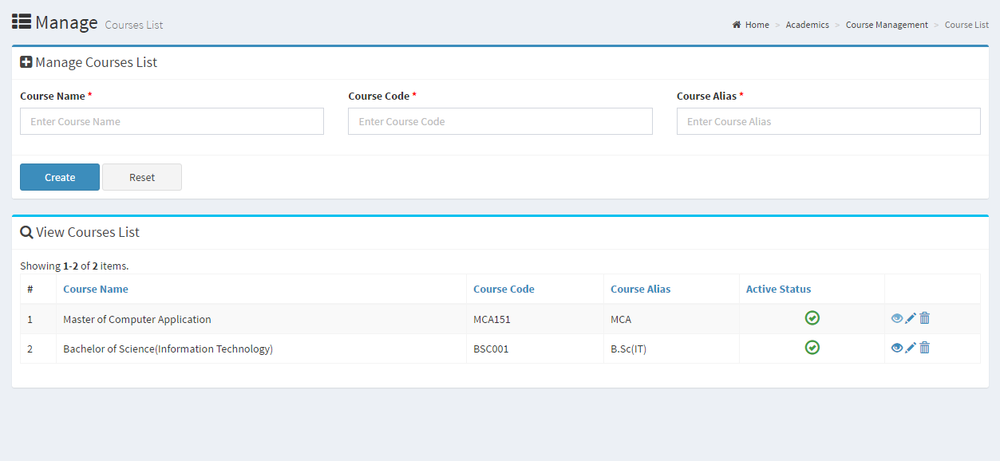 Manage Courses List
Home > Academics > Course Management > Course List
Manage Courses List
Course Name * Course Code * Course Alias *
Enter Course Name Enter Course Code Enter Course Alias
Create Reset
View Courses List
Showing 1-2 of 2 items.
# Course Name Course Code Course Alias Active Status
1 Master of Computer Application MCA151 MCA
2 Bachelor of Science(Information Technology) BSC001 B.Sc(IT)